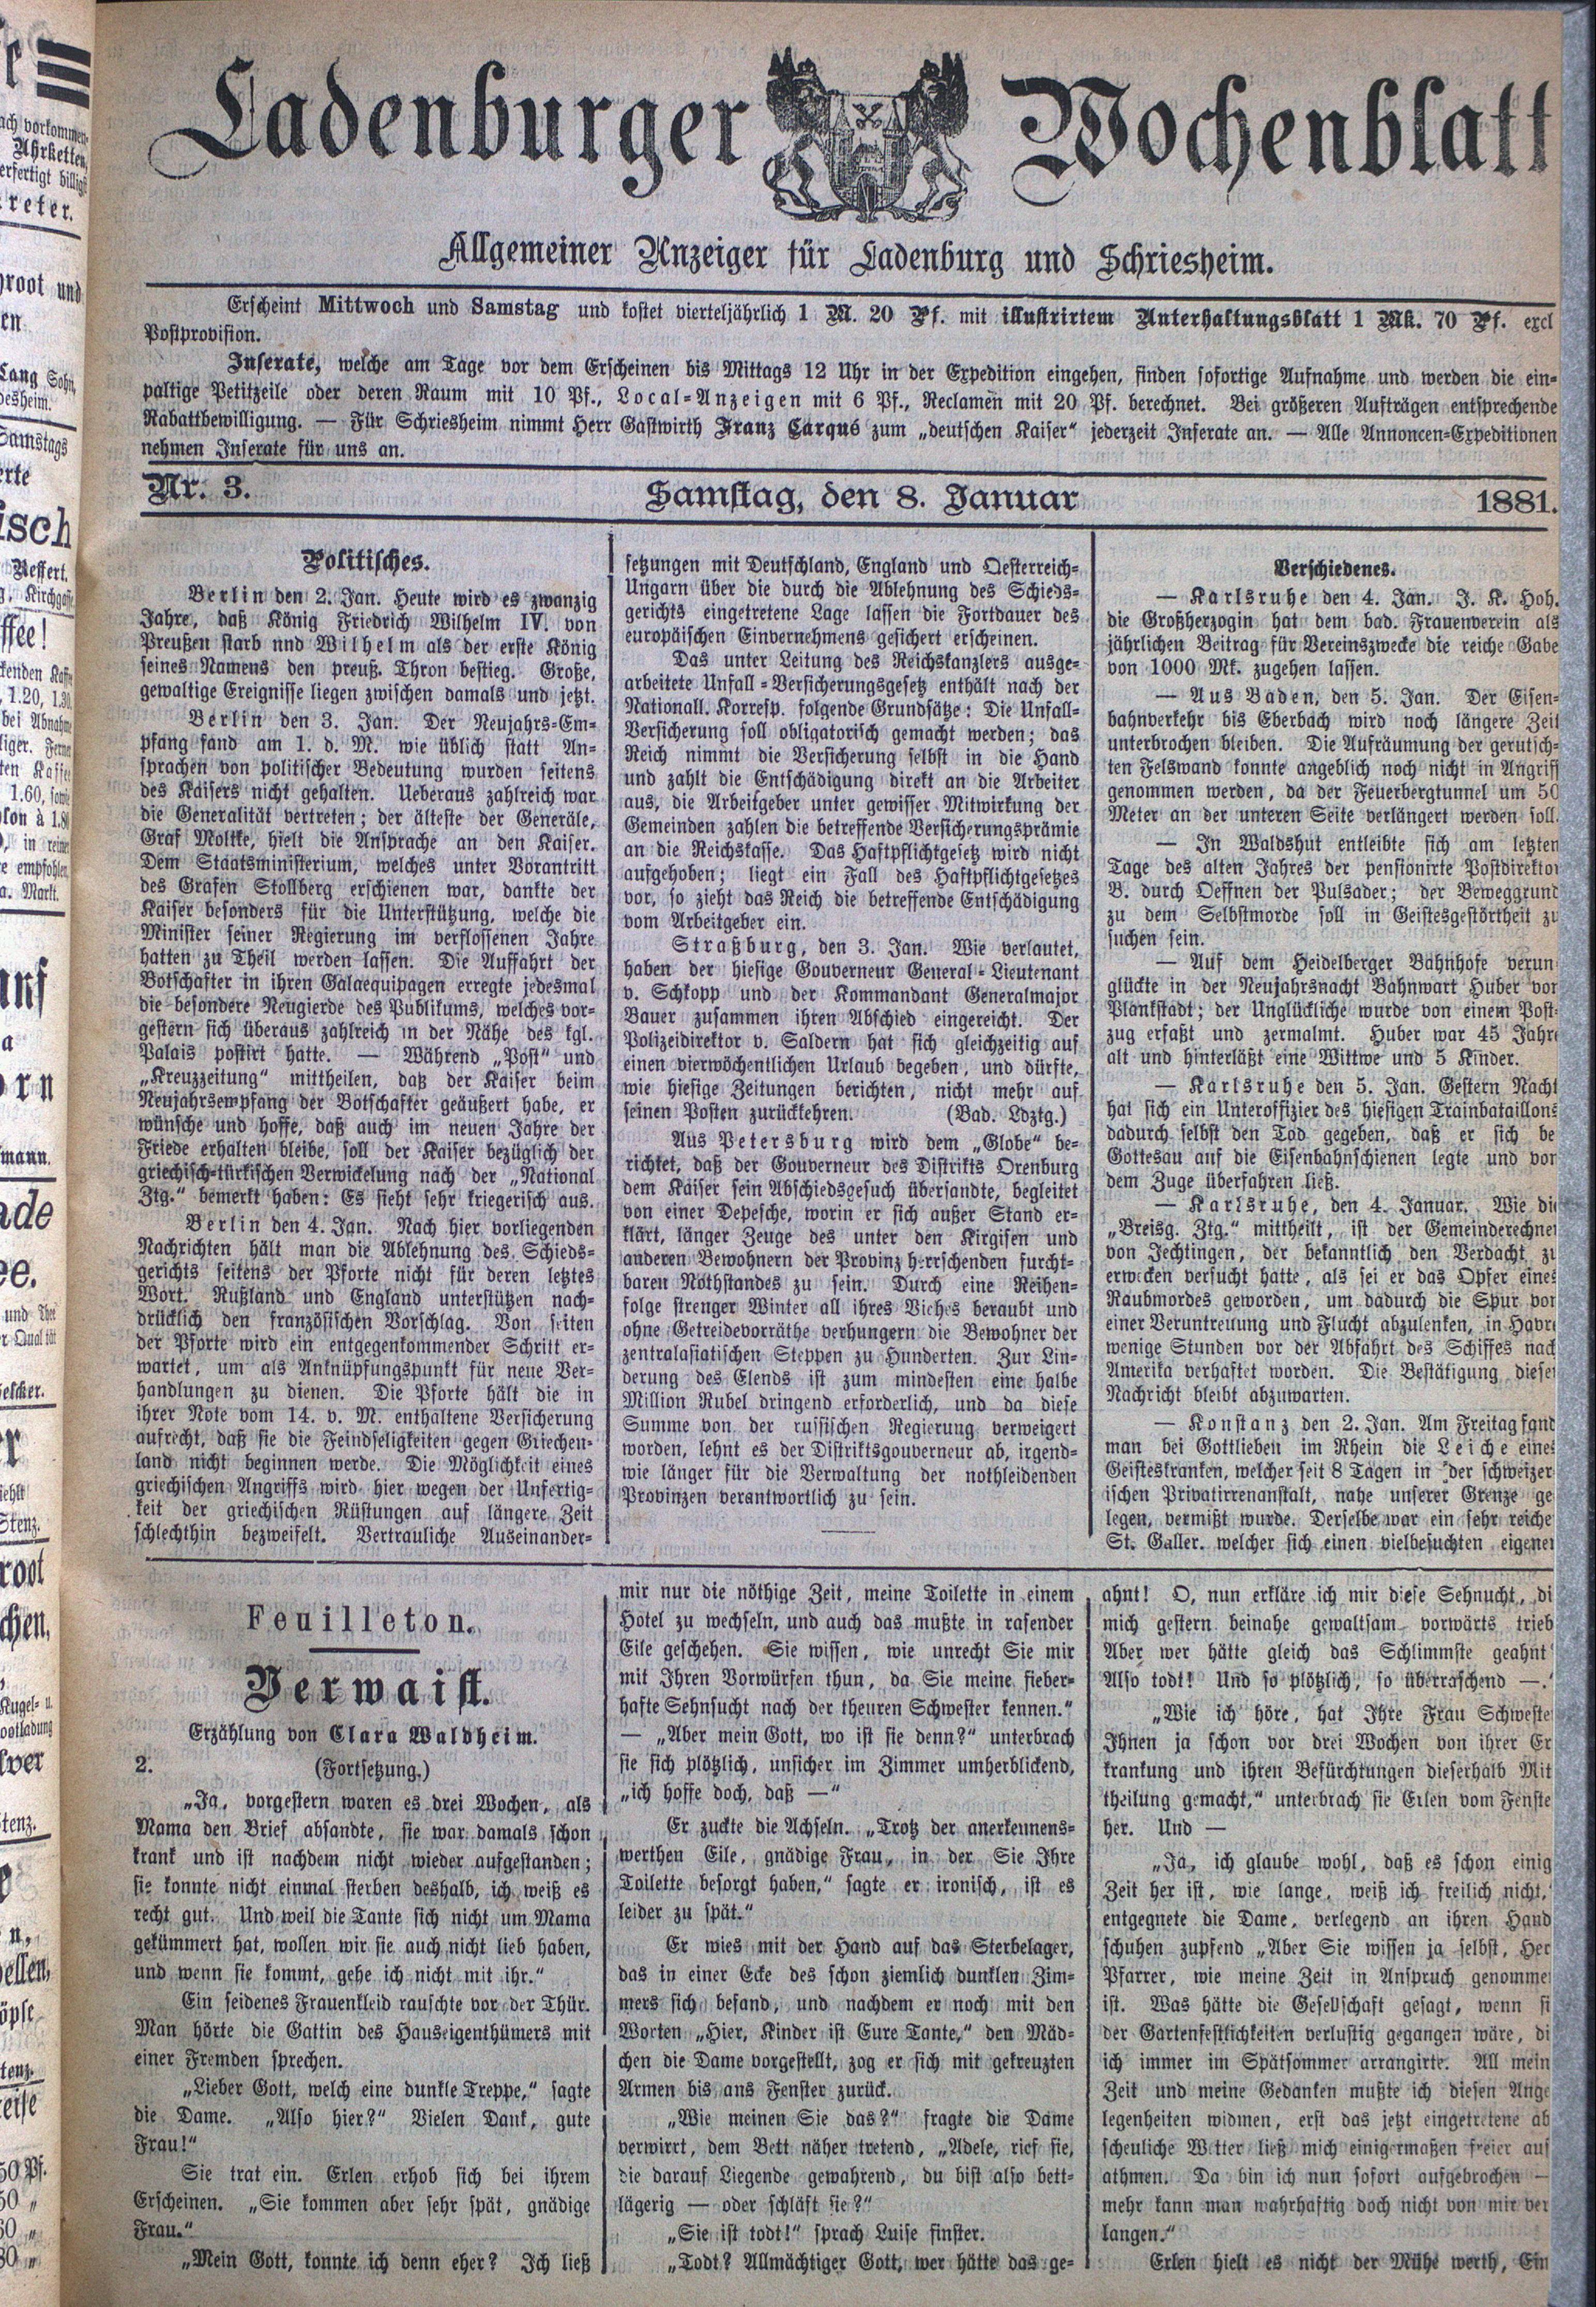 Ladenburger Wochenblatt
Allgemeiner Anzeiger für Ladenburg und Schriesheim.
Erscheint Mittwoch und Samstag und kostet vierteljährlich 1 M. 20 Pf. mit illustrirtem Unterhaltungsblatt 1 Mk. 70 Pf. excl
Postprovision.
Inserate, welche am Tage vor dem Erscheinen bis Mittags 12 Uhr in der Expedition eingehen, finden sofortige Aufnahme und werden die ein-
paltige Petitzeile oder deren Raum mit 10 Pf., Local-Anzeigen mit 6 Pf., Reclamen mit 20 Pf. berechnet. Bei größeren Aufträgen entsprechende
Rabattbewilligung. — Für Schriesheim nimmt Herr Gastwirth Franz Carqué zum „deutschen Kaiser“ jederzeit Inserate an. — Alle Annoncen-Expeditionen
nehmen Inserate für uns an.
Nr. 3. Samstag, den 8. Januar 1881.
Politisches.
Berlin den 2. Jan. Heute wird es zwanzig
Jahre, daß König Friedrich Wilhelm IV. von
Preußen starb nnd Wilhelm als der erste König
seines Namens den preuß. Thron bestieg. Große,
gewaltige Ereignisse liegen zwischen damals und jetzt.
Berlin den 3. Jan. Der Neujahrs-Em-
pfang fand am 1. d. M. wie üblich statt An-
sprachen von politischer Bedeutung wurden seitens
des Kaisers nicht gehalten. Ueberaus zahlreich war
die Generalität vertreten; der älteste der Generäle,
Graf Moltke, hielt die Ansprache an den Kaiser.
Dem Staatsministerium, welches unter Vorantritt
des Grafen Stollberg erschienen war, dankte der
Kaiser besonders für die Unterstützung, welche die
Minister seiner Regierung im verflossenen Jahre
hatten zu Theil werden lassen. Die Auffahrt der
Botschafter in ihren Galaequipagen erregte jedesmal
die besondere Neugierde des Publikums, welches vor-
gestern sich überaus zahlreich in der Nähe des kgl.
Palais postirt hatte. — Während „Post“ und
„Kreuzzeitung“ mittheilen, daß der Kaiser beim
Neujahrsempfang der Botschafter geäußert habe, er
wünsche und hoffe, daß auch im neuen Jahre der
Friede erhalten bleibe, soll der Kaiser bezüglich der
griechisch-türkischen Verwickelung nach der „National
Ztg.“ bemerkt haben: Es sieht sehr kriegerisch aus.
Berlin den 4. Jan. Nach hier vorliegenden
Nachrichten hält man die Ablehnung des Schieds-
gerichts seitens der Pforte nicht für deren letztes
Wort. Rußland und England unterstützen nach-
drücklich den französischen Vorschlag. Von seiten
der Pforte wird ein entgegenkommender Schritt er-
wartet, um als Anknüpfungspunkt für neue Ver-
handlungen zu dienen. Die Pforte hält die in
ihrer Note vom 14. v. M. enthaltene Versicherung
aufrecht, daß sie die Feindseligkeiten gegen Griechen-
land nicht beginnen werde. Die Möglichkeit eines
griechischen Angriffs wird hier wegen der Unfertig-
keit der griechischen Rüstungen auf längere Zeit
schlechthin bezweifelt. Vertrauliche Auseinander-
setzungen mit Deutschland, England und Oesterreich-
Ungarn über die durch die Ablehnung des Schieds-
gerichts eingetretene Lage lassen die Fortdauer des
europäischen Einvernehmens gesichert erscheinen.
Das unter Leitung des Reichskanzlers ausge-
arbeitete Unfall-Versicherungsgesetz enthält nach der
Nationall. Korresp. folgende Grundsätze: Die Unfall-
Versicherung soll obligatorisch gemacht werden; das
Reich nimmt die Versicherung selbst in die Hand
und zahlt die Entschädigung direkt an die Arbeiter
aus, die Arbeitgeber unter gewisser Mitwirkung der
Gemeinden zahlen die betreffende Versicherungsprämie
an die Reichskasse. Das Haftpflichtgesetz wird nicht
aufgehoben; liegt ein Fall des Haftpflichtgesetzes
vor, so zieht das Reich die betreffende Entschädigung
vom Arbeitgeber ein.
Straßburg, den 3. Jan. Wie verlautet,
haben der hiesige Gouverneur General-Lieutenant
v. Schkopp und der Kommandant Generalmajor
Bauer zusammen ihren Abschied eingereicht. Der
Polizeidirektor v. Saldern hat sich gleichzeitig auf
einen vierwöchentlichen Urlaub begeben, und dürfte,
wie hiesige Zeitungen berichten, nicht mehr auf
seinen Posten zurückkehren. (Bad. Ldztg.)
Aus Petersburg wird dem „Globe“ be-
richtet, daß der Gouverneur des Distrikts Orenburg
dem Kaiser sein Abschiedsgesuch übersandte, begleitet
von einer Depesche, worin er sich außer Stand er-
klärt, länger Zeuge des unter den Kirgisen und
anderen Bewohnern der Provinz herrschenden furcht-
baren Nothstandes zu sein. Durch eine Reihen-
folge strenger Winter all ihres Viehes beraubt und
ohne Getreidevorräthe verhungern die Bewohner der
zentralasiatischen Steppen zu Hunderten. Zur Lin-
derung des Elends ist zum mindesten eine halbe
Million Rubel dringend erforderlich, und da diese
Summe von der russischen Regierung verweigert
worden, lehnt es der Distriktsgouverneur ab, irgend-
wie länger für die Verwaltung der nothleidenden
Provinzen verantwortlich zu sein.
Verschiedenes.
— Karlsruhe den 4. Jan. J. K. Hoh.
die Großherzogin hat dem bad. Frauenverein als
jährlichen Beitrag für Vereinszwecke die reiche Gabe
von 1000 Mk. zugehen lassen.
— Aus Baden, den 5. Jan. Der Eisen-
bahnverkehr bis Eberbach wird noch längere Zeit
unterbrochen bleiben. Die Aufräumung der gerutsch-
ten Felswand konnte angeblich noch nicht in Angriff
genommen werden, da der Feuerbergtunnel um 50
Meter an der unteren Seite verlängert werden soll.
— In Waldshut entleibte sich am letzten
Tage des alten Jahres der pensionirte Postdirektor
B. durch Oeffnen der Pulsader; der Beweggrund
zu dem Selbstmorde soll in Geistesgestörtheit zu
suchen sein.
— Auf dem Heidelberger Bahnhofe verun-
glückte in der Neujahrsnacht Bahnwart Huber von
Plankstadt; der Unglückliche wurde von einem Post-
zug erfaßt und zermalmt. Huber war 45 Jahre
alt und hinterläßt eine Wittwe und 5 Kinder.
— Karlsruhe den 5. Jan. Gestern Nacht
hat sich ein Unteroffizier des hiesigen Trainbataillons
dadurch selbst den Tod gegeben, daß er sich be
Gottesau auf die Eisenbahnschienen legte und von
dem Zuge überfahren ließ.
— Karlsruhe, den 4. Januar. Wie die
„Breisg. Ztg.“ mittheilt, ist der Gemeinderechner
von Jechtingen, der bekanntlich den Verdacht zu
erwecken versucht hatte, als sei er das Opfer eines
Raubmordes geworden, um dadurch die Spur von
einer Veruntreuung und Flucht abzulenken, in Havre
wenige Stunden vor der Abfahrt des Schiffes nach
Amerika verhaftet worden. Die Bestätigung dieser
Nachricht bleibt abzuwarten.
— Konstanz den 2. Jan. Am Freitag fand
man bei Gottlieben im Rhein die Leiche eines
Geisteskranken, welcher seit 8 Tagen in der schweizer-
ischen Privatirrenanstalt, nahe unserer Grenze ge
legen, vermißt wurde. Derselbe war ein sehr reiche
St. Galler. welcher sich einen vielbesuchten eigenen
Feuilleton.
Verwaist.
Erzählung von Clara Waldheim.
2. (Fortsetzung.)
„Ja, vorgestern waren es drei Wochen, als
Mama den Brief absandte, sie war damals schon
krank und ist nachdem nicht wieder aufgestanden;
sie konnte nicht einmal sterben deshalb, ich weiß es
recht gut. Und weil die Tante sich nicht um Mama
gekümmert hat, wollen wir sie auch nicht lieb haben,
und wenn sie kommt, gehe ich nicht mit ihr.“
Ein seidenes Frauenkleid rauschte vor der Thür.
Man hörte die Gattin des Hauseigenthümers mit
einer Fremden sprechen.
„Lieber Gott, welch eine dunkle Treppe,“ sagte
die Dame. „Also hier?“ Vielen Dank, gute
Frau!“
Sie trat ein. Erlen erhob sich bei ihrem
Erscheinen. „Sie kommen aber sehr spät, gnädige
Frau.“
„Mein Gott, konnte ich denn eher? Ich ließ
mir nur die nöthige Zeit, meine Toilette in einem
Hotel zu wechseln, und auch das mußte in rasender
Eile geschehen. Sie wissen, wie unrecht Sie mir
mit Ihren Vorwürfen thun, da Sie meine fieber-
hafte Sehnsucht nach der theuren Schwester kennen.“
— „Aber mein Gott, wo ist sie denn?“ unterbrach
sie sich plötzlich, unsicher im Zimmer umherblickend,
„ich hoffe doch, daß —“
Er zuckte die Achseln. „Trotz der anerkennens-
werthen Eile, gnädige Frau, in der Sie Ihre
Toilette besorgt haben,“ sagte er ironisch, ist es
leider zu spät.“
Er wies mit der Hand auf das Sterbelager,
das in einer Ecke des schon ziemlich dunklen Zim-
mers sich befand, und nachdem er noch mit den
Worten „Hier, Kinder ist Eure Tante,“ den Mäd-
chen die Dame vorgestellt, zog er sich mit gekreuzten
Armen bis ans Fenster zurück.
„Wie meinen Sie das?“ fragte die Dame
verwirrt, dem Bett näher tretend, „Adele, rief sie,
die darauf Liegende gewahrend, du bist also bett-
lägerig — oder schläft sie?“
„Sie ist todt!“ sprach Luise finster.
„Todt? Allmächtiger Gott, wer hätte das ge-
ahnt! O, nun erkläre ich mir diese Sehnucht, di
mich gestern beinahe gewaltsam vorwärts trieb
Aber wer hätte gleich das Schlimmste geahnt
Also todt! Und so plötzlich, so überraschend —.“
„Wie ich höre, hat Ihre Frau Schweste
Ihnen ja schon vor drei Wochen von ihrer Er
krankung und ihren Befürchtungen dieserhalb Mit
theilung gemacht,“ unterbrach sie Erlen vom Fenste
her. Und —
„Ja, ich glaube wohl, daß es schon einig
Zeit her ist, wie lange, weiß ich freilich nicht,“
entgegnete die Dame, verlegend an ihren Hand
schuhen zupfend „Aber Sie wissen ja selbst, Her
Pfarrer, wie meine Zeit in Anspruch genomme
ist. Was hätte die Gesellschaft gesagt, wenn si
der Gartenfestlichkeiten verlustig gegangen wäre, di
ich immer im Spätsommer arrangirte. All mein
Zeit und meine Gedanken mußte ich diesen Ange
legenheiten widmen, erst das jetzt eingetretene ab
scheuliche Wetter ließ mich einigermaßen freier auf
athmen. Da bin ich nun sofort aufgebrochen —
mehr kann man wahrhaftig doch nicht von mir ver
langen.“
Erlen hielt es nicht der Mühe werth, Ein